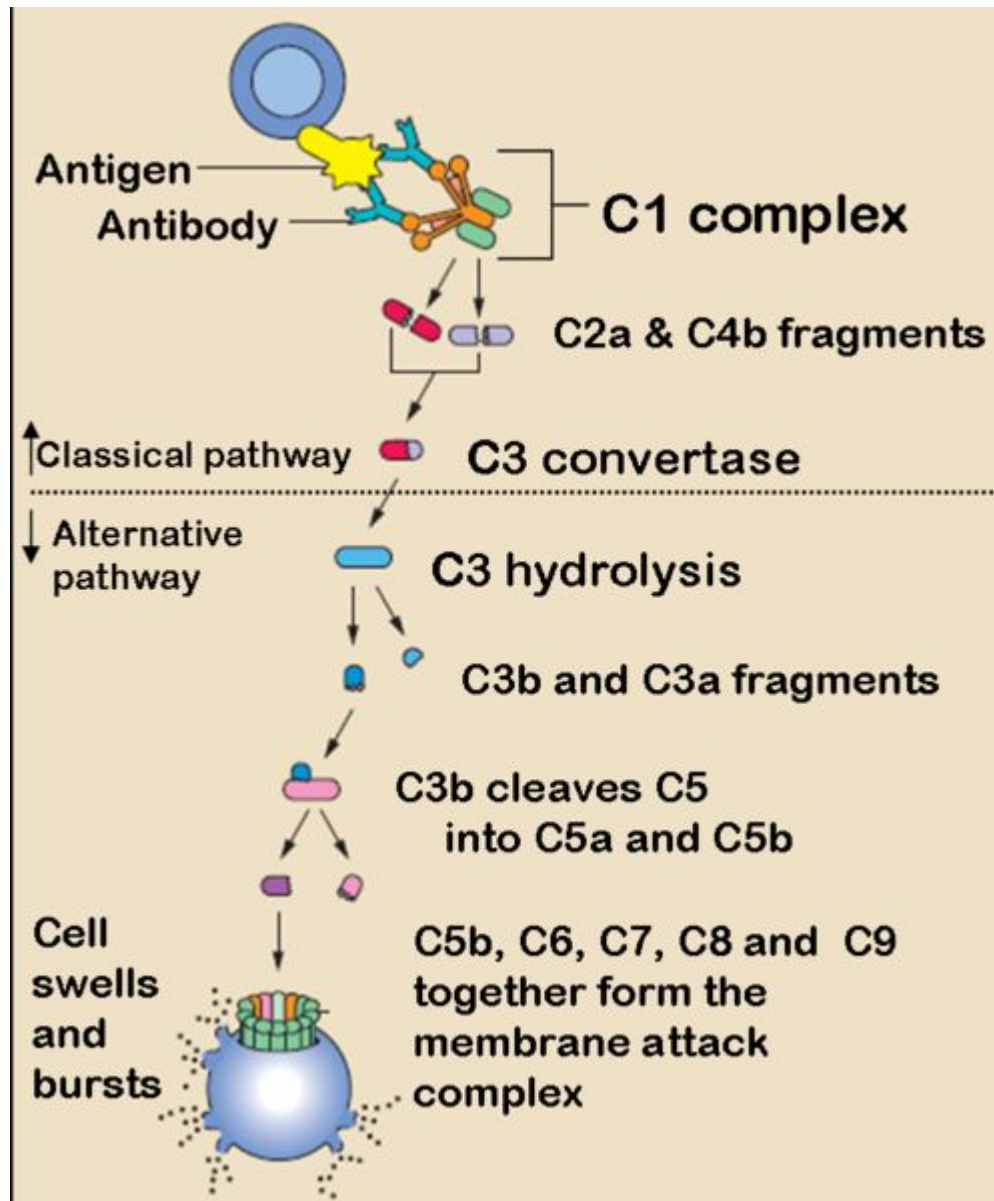 Antigen
Antibody
C1 complex
C2a & C4b fragments
Classical pathway
C3 convertase
Alternative
pathway
C3 hydrolysis
C3b and C3a fragments
C3b cleaves C5
into C5a and C5b
Cell
swells
and
bursts
C5b, C6, C7, C8 and C9
together form the
membrane attack
complex